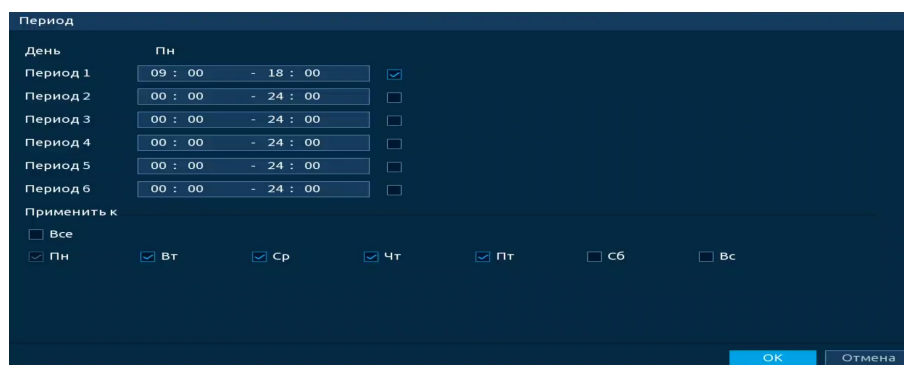 Период
День Пн
Период 1 09 : 00 - 18 : 00
Период 2 00 : 00 - 24 : 00
Период 3 00 : 00 - 24 : 00
Период 4 00 : 00 - 24 : 00
Период 5 00 : 00 - 24 : 00
Период 6 00 : 00 - 24 : 00
Применить к
Все
Пн Вт Ср Чт Пт Сб Вс
OK Отмена